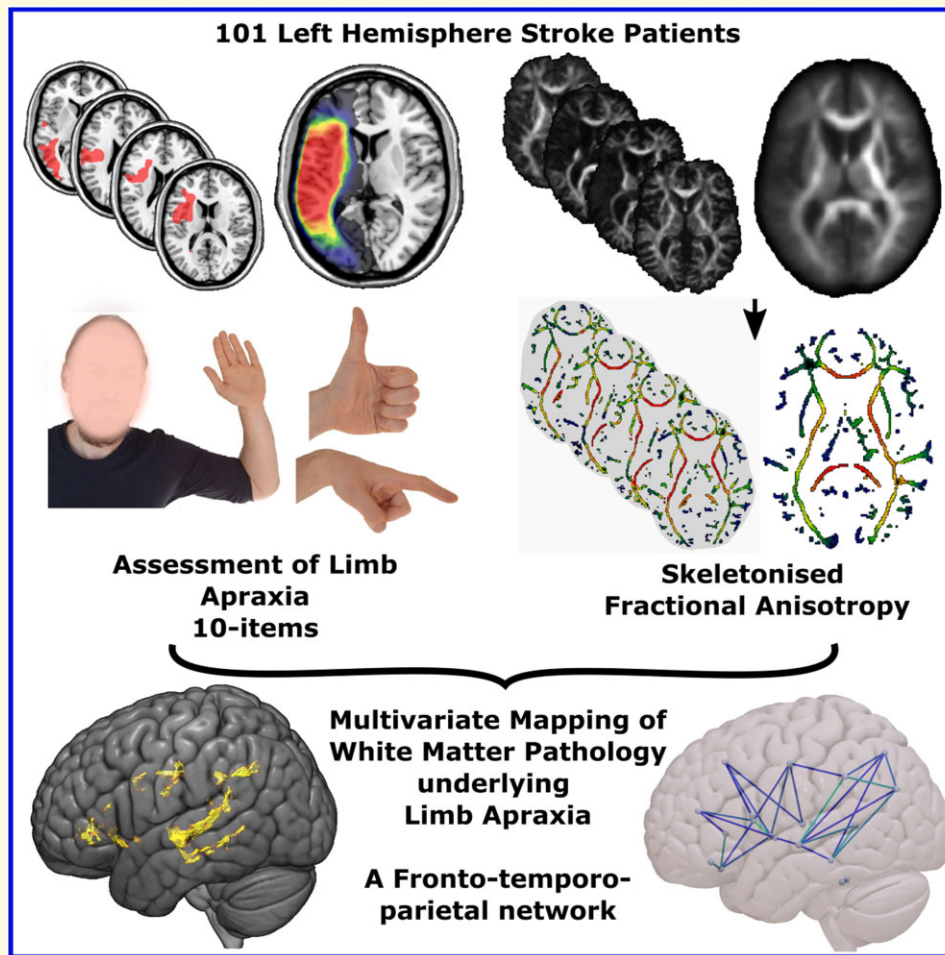 101 Left Hemisphere Stroke Patients
Assessment of Limb
Apraxia
10-items
Skeletonised
Fractional Anisotropy
Multivariate Mapping of
White Matter Pathology
underlying
Limb Apraxia
A Fronto-temporo-
parietal network